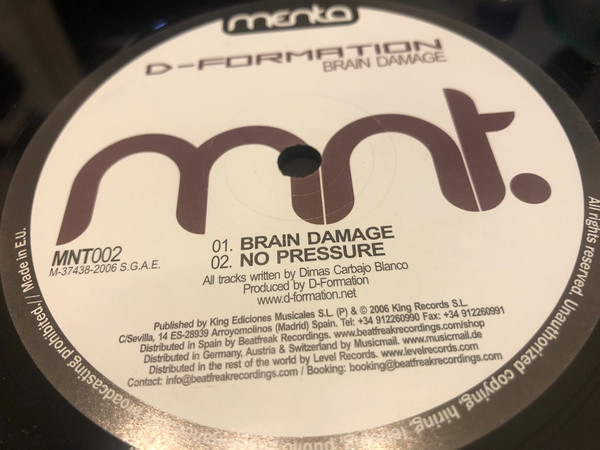 menta
D-FORMATION
BRAIN DAMAGE
mnt.
01. BRAIN DAMAGE
02. NO PRESSURE
MNT002
M-37438-2006 S.G.A.E.
All tracks written by Dimas Carbajo Blanco
Produced by D-Formation
www.d-formation.net
Published by King Ediciones Musicales S.L. (P) & © 2006 King Records S.L.
C/Sevilla, 14 ES-28939 Arroyomolinos (Madrid) Spain. Tel: +34 912260990 Fax: +34 912260991
Distributed in Spain by Beatfreak Recordings. www.beatfreakrecordings.com/shop
Distributed in Germany, Austria & Switzerland by Musicmail. www.musicmail.de
Distributed in the rest of the world by Level Records. www.levelrecords.com
Contact: info@beatfreakrecordings.com / Booking: booking@beatfreakrecordings.com
All rights reserved. Unauthorized copying, hiring,
broadcasting prohibited // Made in E.U.